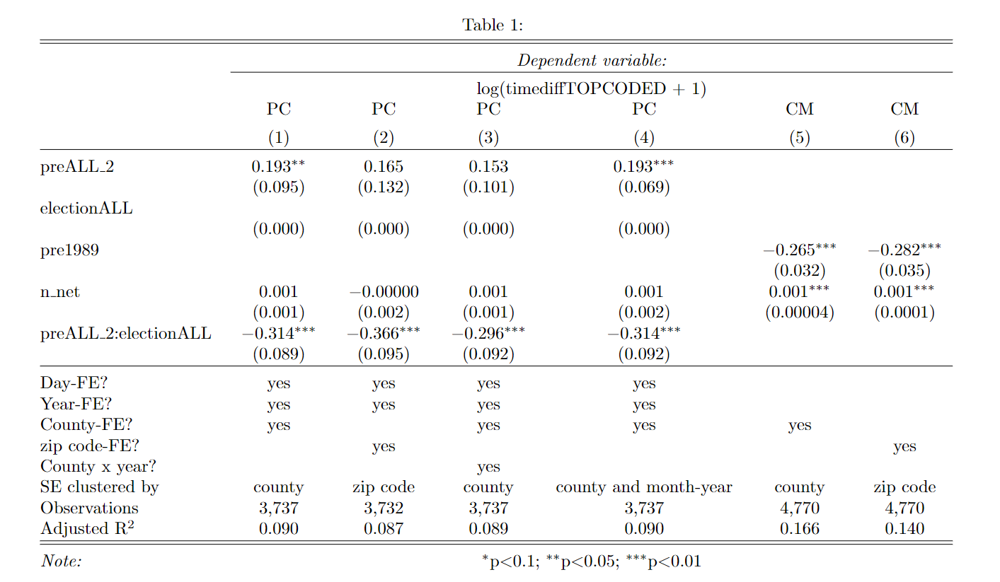 Table 1:
Dependent variable:
log(timediffTOPCODED + 1)
PC PC PC PC CM CM
(1) (2) (3) (4) (5) (6)
preALL_2 0.193** 0.165 0.153 0.193***
(0.095) (0.132) (0.101) (0.069)
electionALL
(0.000) (0.000) (0.000) (0.000)
pre1989 −0.265*** −0.282***
(0.032) (0.035)
n_net 0.001 −0.00000 0.001 0.001 0.001*** 0.001***
(0.001) (0.002) (0.001) (0.002) (0.00004) (0.0001)
preALL_2:electionALL −0.314*** −0.366*** −0.296*** −0.314***
(0.089) (0.095) (0.092) (0.092)
Day-FE? yes yes yes yes
Year-FE? yes yes yes yes
County-FE? yes yes yes yes
zip code-FE? yes yes
County x year? yes
SE clustered by county zip code county county and month-year county zip code
Observations 3,737 3,732 3,737 3,737 4,770 4,770
Adjusted R² 0.090 0.087 0.089 0.090 0.166 0.140
Note: *p<0.1; **p<0.05; ***p<0.01